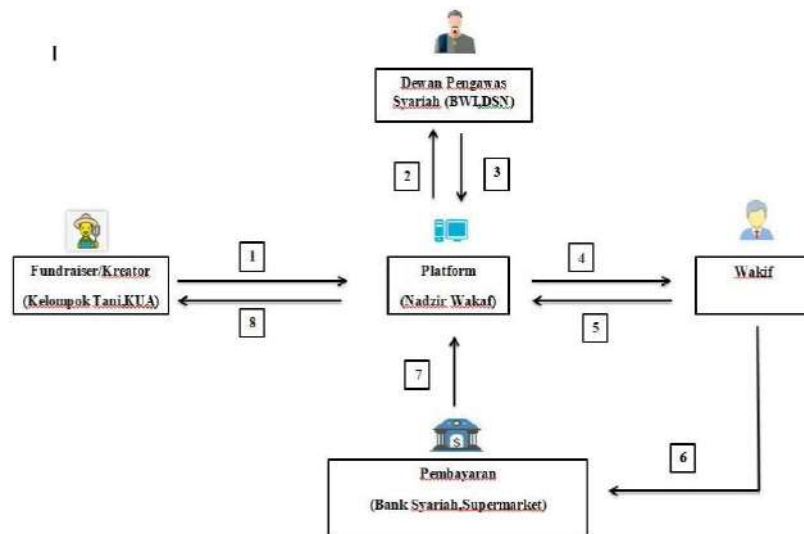 I
Dewan Pengawas
Syariah (BWI,DSN)
2
3
Fundraiser/Kreator
(Kelompok Tani,KUA)
1
8
Platform
(Nadzir Wakaf)
4
5
Wakif
7
6
Pembayaran
(Bank Syariah,Supermarket)
$